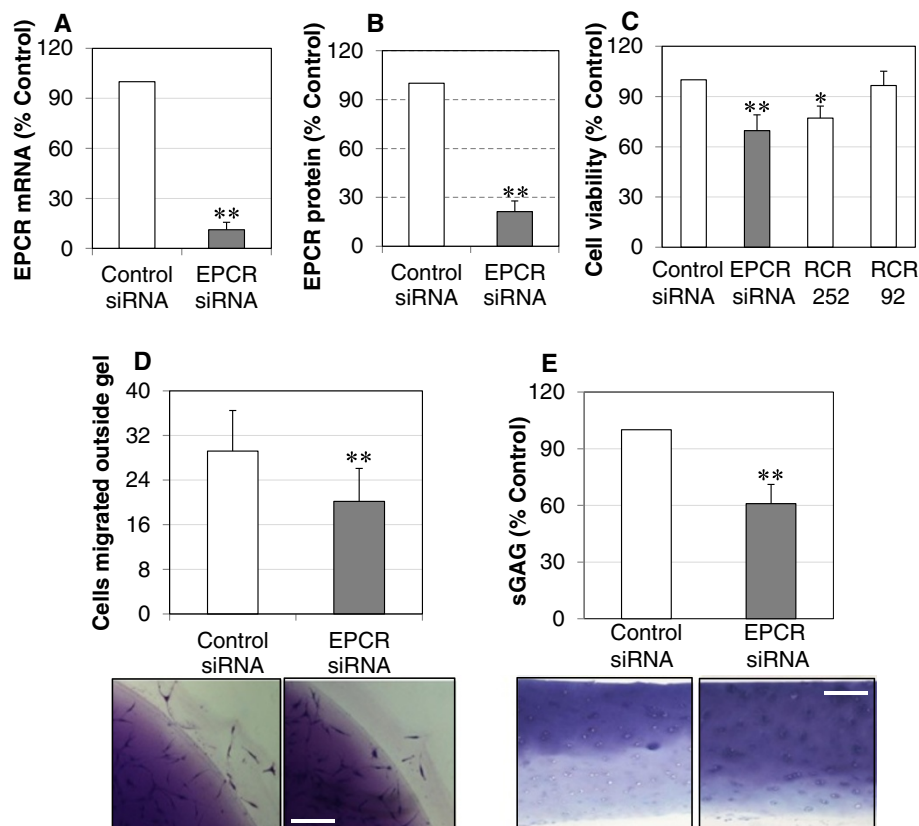 A
EPCR mRNA (% Control)
120
90
60
30
0
**
Control siRNA
EPCR siRNA
B
EPCR protein (% Control)
120
90
60
30
0
**
Control siRNA
EPCR siRNA
C
Cell viability (% Control)
120
90
60
30
0
**
*
Control siRNA
EPCR siRNA
RCR 252
RCR 92
D
Cells migrated outside gel
40
32
24
16
8
0
**
Control siRNA
EPCR siRNA
E
sGAG (% Control)
120
90
60
30
0
**
Control siRNA
EPCR siRNA